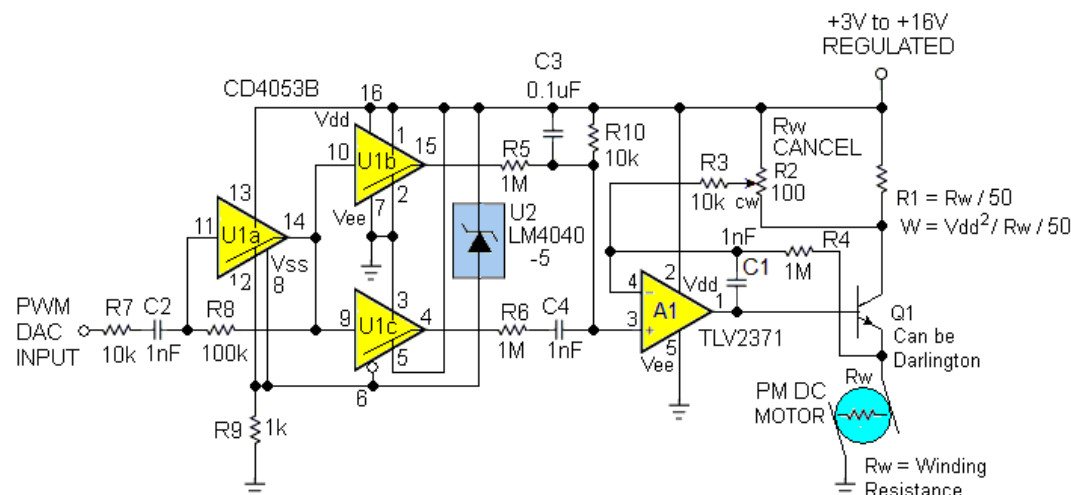 +3V to +16V
REGULATED
C3
0.1uF
CD4053B
16
Vdd
1
15
10
U1b
2
7
Vee
R5
1M
R10
10k
Rw
CANCEL
R3
10k
cw
R2
100
R1 = Rw / 50
W = Vdd²/ Rw / 50
13
11
14
U1a
12
Vss
8
U2
LM4040
-5
1nF
C1
R4
1M
PWM
DAC
INPUT
R7
10k
C2
1nF
R8
100k
9
3
4
U1c
5
6
R6
1M
C4
1nF
4
2
Vdd
A1
1
3
5
Vee
TLV2371
−
+
Q1
Can be
Darlington
R9
1k
PM DC
MOTOR
Rw
Rw = Winding
Resistance